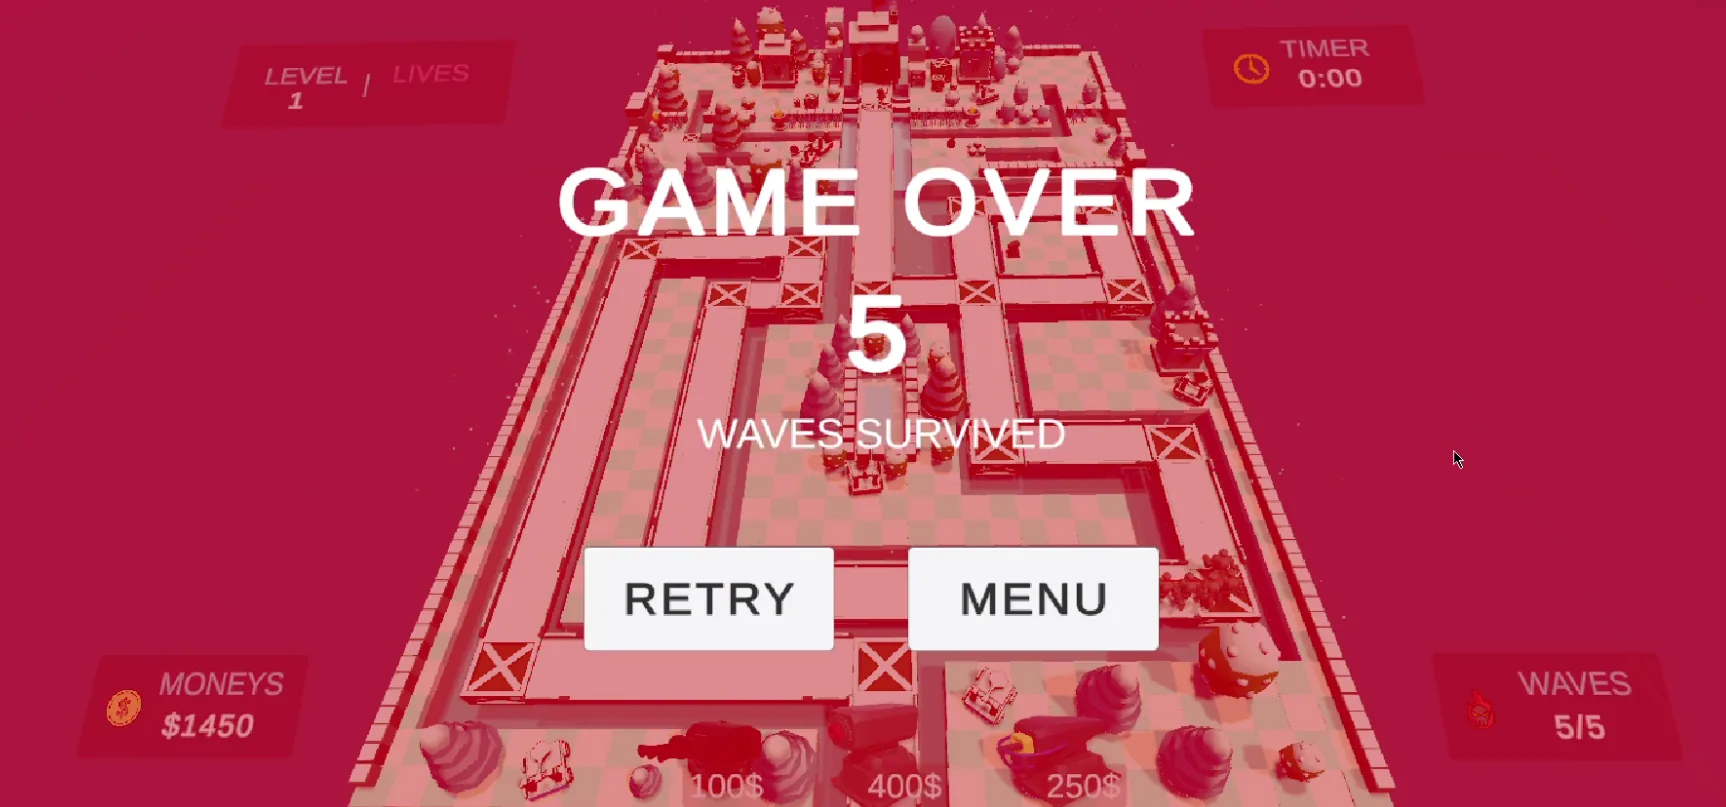 LEVEL | LIVES
1
TIMER
0:00
GAME OVER
5
WAVES SURVIVED
RETRY
MENU
MONEYS
$1450
WAVES
5/5
100$
400$
250$